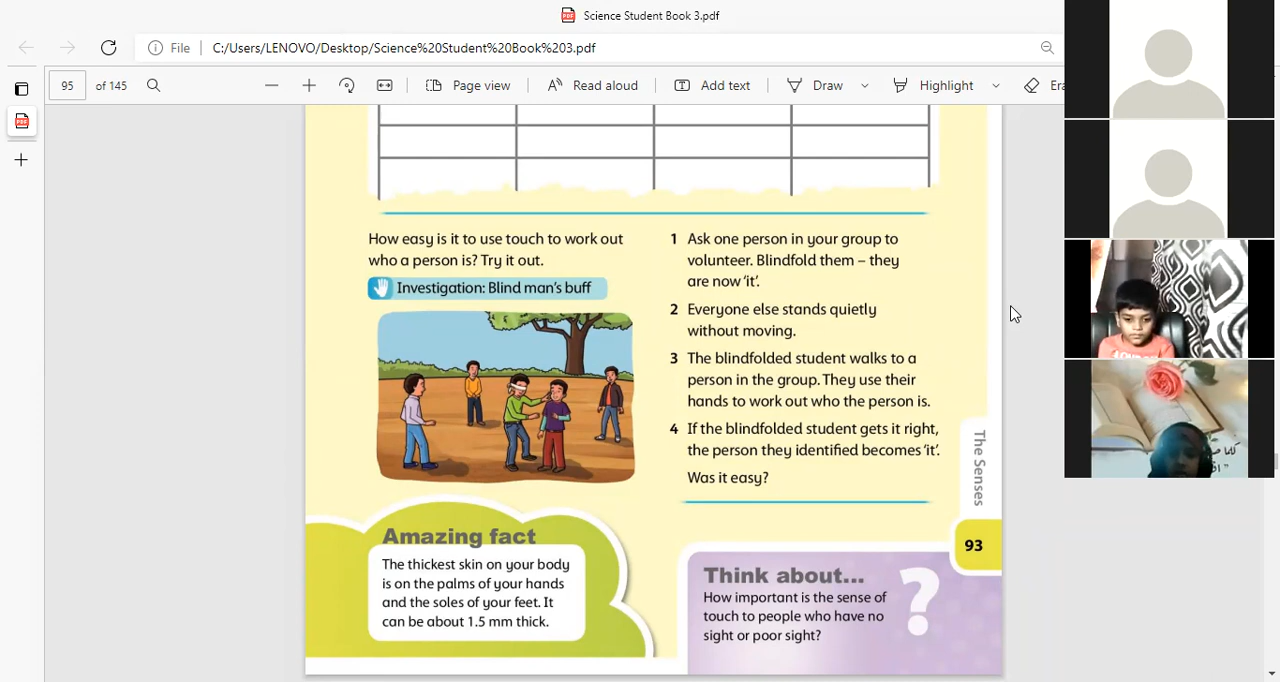 Science Student Book 3.pdf
File
C:/Users/LENOVO/Desktop/Science%20Student%20Book%203.pdf
95 of 145
Page view
Read aloud
Add text
Draw
Highlight
Era
How easy is it to use touch to work out
who a person is? Try it out.
Investigation: Blind man's buff
1 Ask one person in your group to
volunteer. Blindfold them – they
are now 'it'.
2 Everyone else stands quietly
without moving.
3 The blindfolded student walks to a
person in the group. They use their
hands to work out who the person is.
4 If the blindfolded student gets it right,
the person they identified becomes 'it'.
Was it easy?
The Senses
93
Amazing fact
The thickest skin on your body
is on the palms of your hands
and the soles of your feet. It
can be about 1.5 mm thick.
Think about...
How important is the sense of
touch to people who have no
sight or poor sight?
?